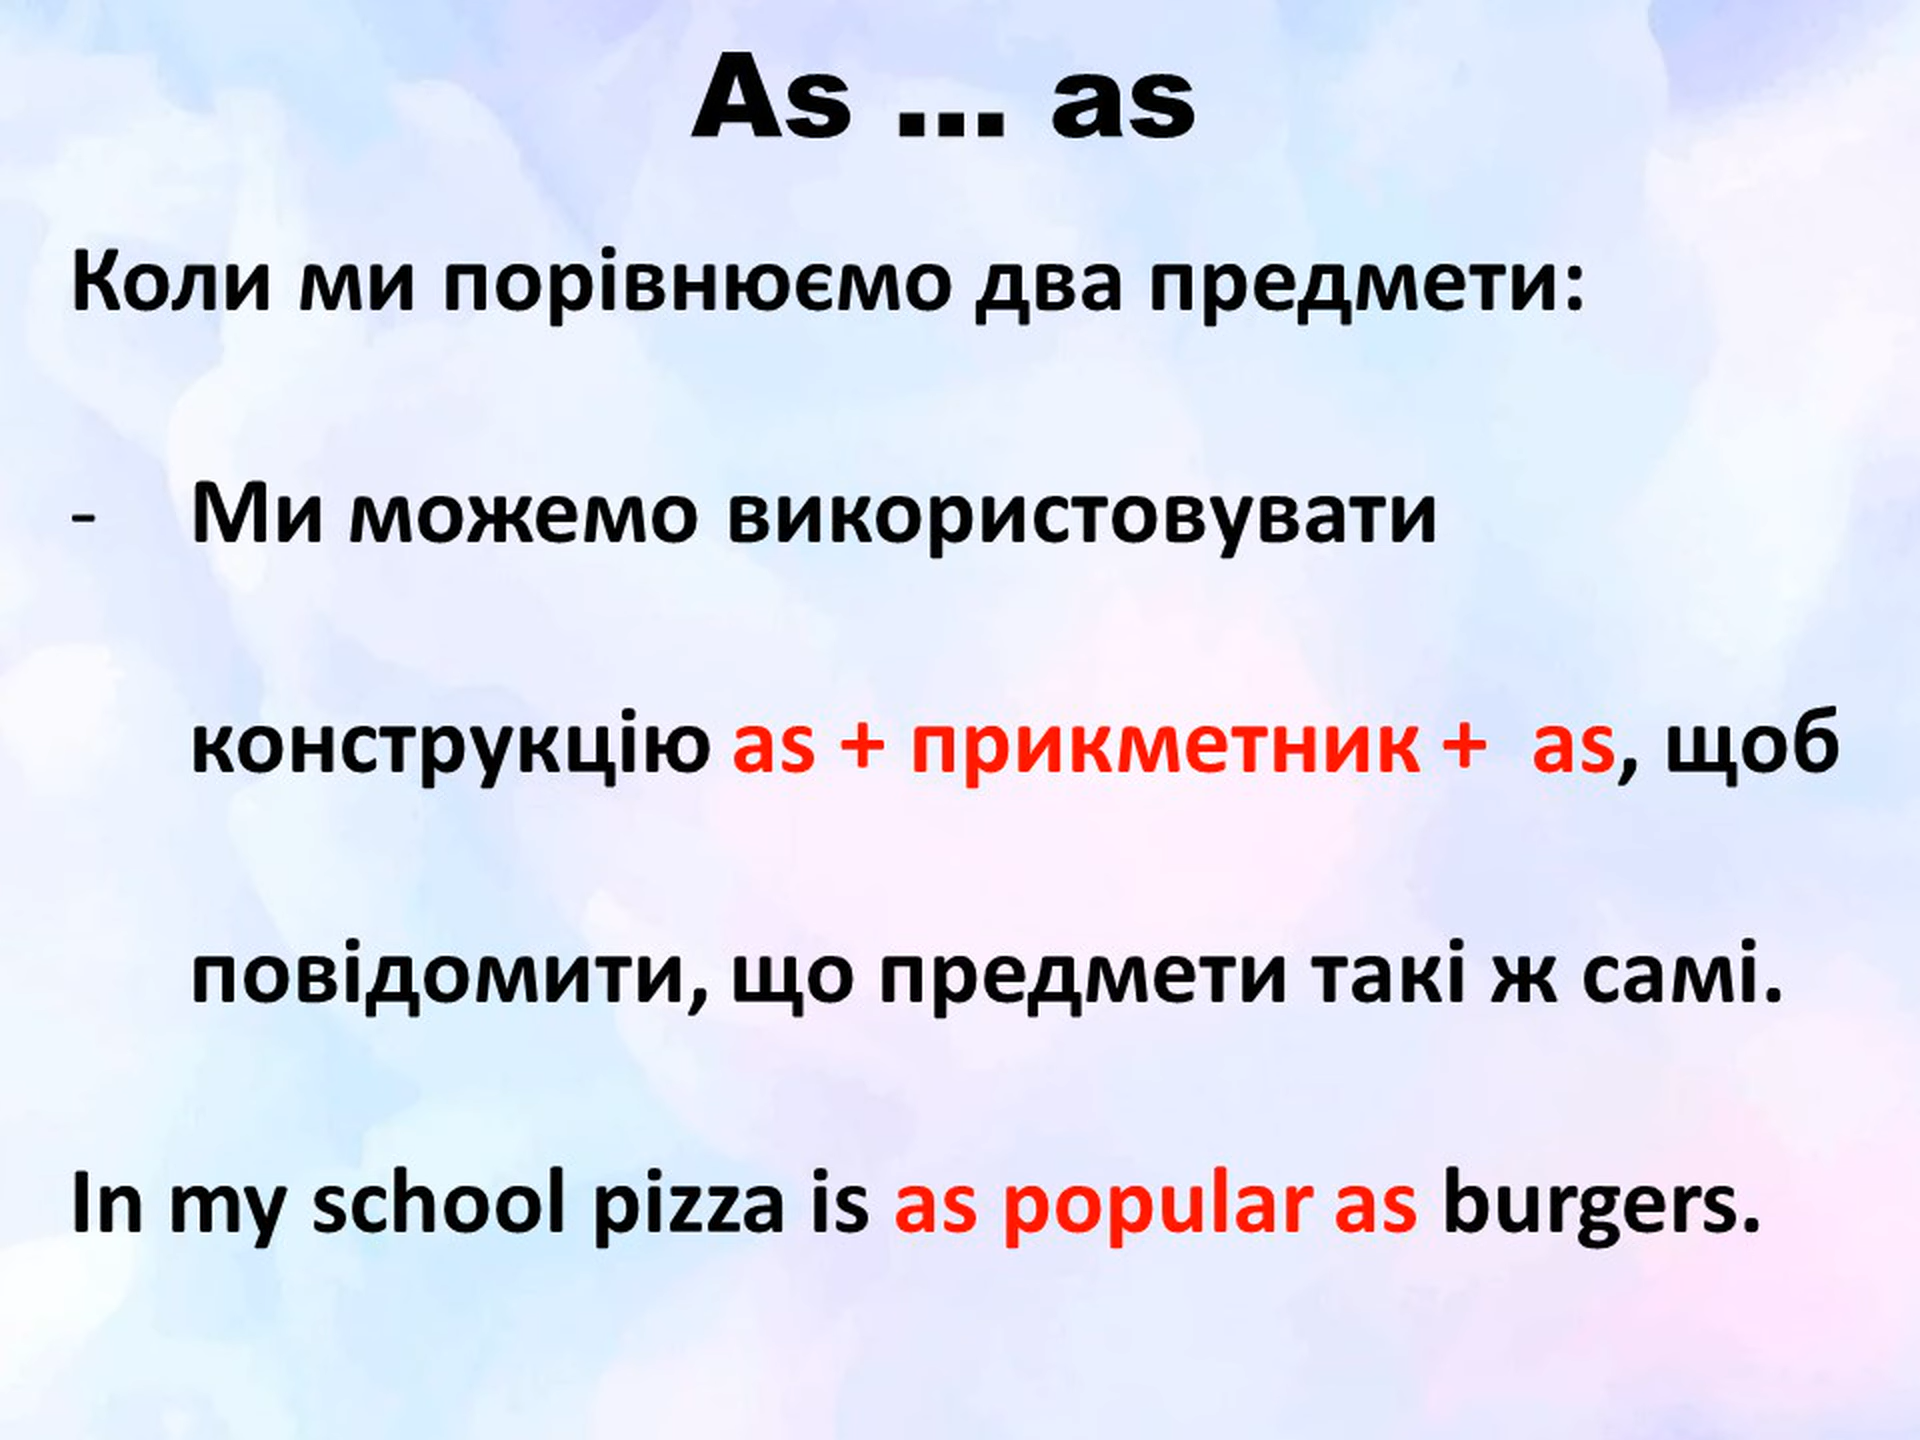 As ... as
Коли ми порівнюємо два предмети:
- Ми можемо використовувати
конструкцію as + прикметник + as, щоб
повідомити, що предмети такі ж самі.
In my school pizza is as popular as burgers.